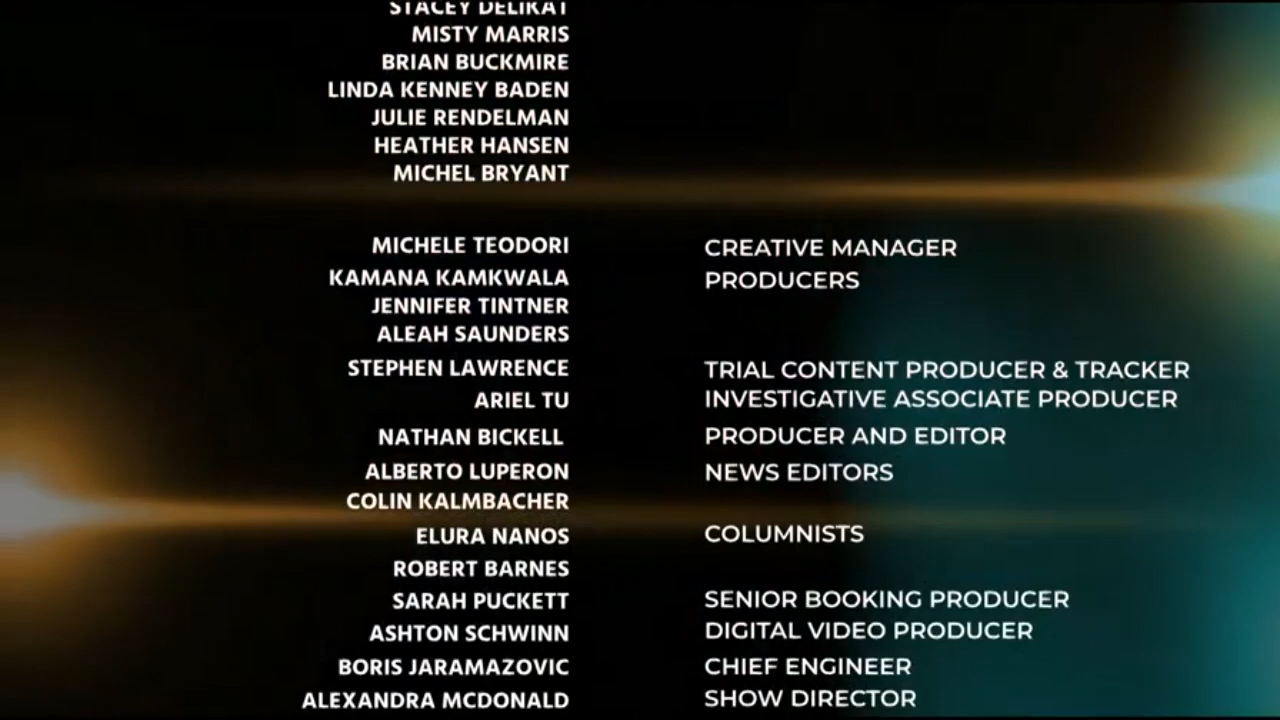 STACEY DELIKAT
MISTY MARRIS
BRIAN BUCKMIRE
LINDA KENNEY BADEN
JULIE RENDELMAN
HEATHER HANSEN
MICHEL BRYANT
MICHELE TEODORI CREATIVE MANAGER
KAMANA KAMKWALA PRODUCERS
JENNIFER TINTNER
ALEAH SAUNDERS
STEPHEN LAWRENCE TRIAL CONTENT PRODUCER & TRACKER
ARIEL TU INVESTIGATIVE ASSOCIATE PRODUCER
NATHAN BICKELL PRODUCER AND EDITOR
ALBERTO LUPERON NEWS EDITORS
COLIN KALMBACHER
ELURA NANOS COLUMNISTS
ROBERT BARNES
SARAH PUCKETT SENIOR BOOKING PRODUCER
ASHTON SCHWINN DIGITAL VIDEO PRODUCER
BORIS JARAMAZOVIC CHIEF ENGINEER
ALEXANDRA MCDONALD SHOW DIRECTOR